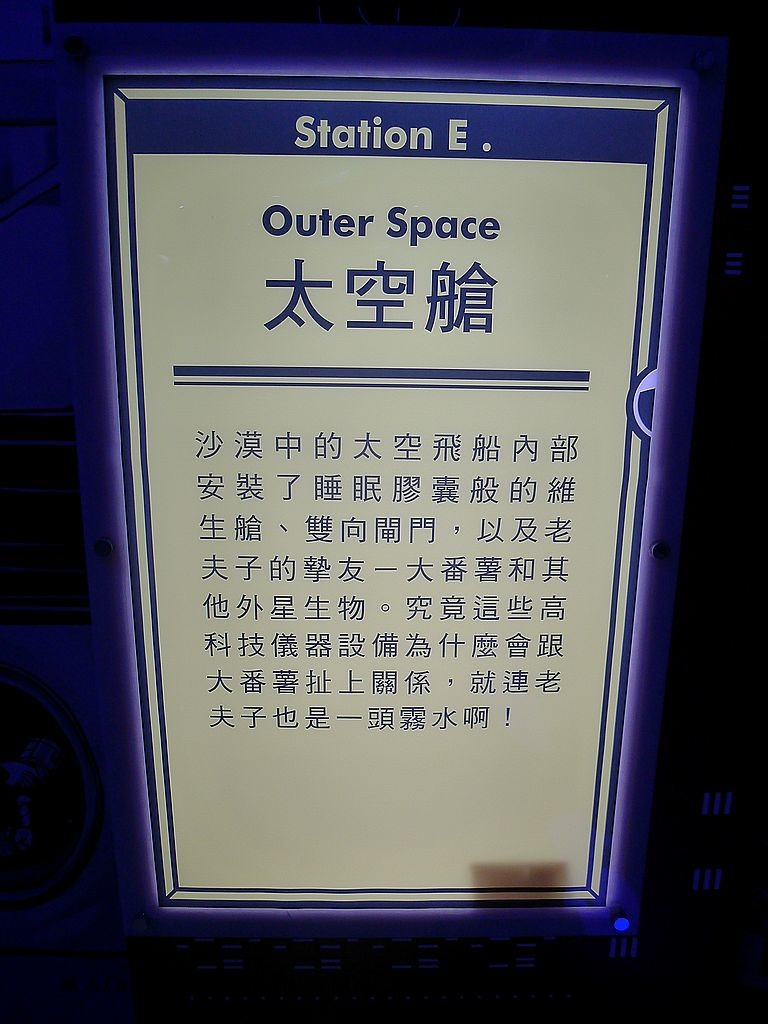 Station E .
Outer Space
太空艙
沙漠中的太空飛船內部
安裝了睡眠膠囊般的維
生艙、雙向閘門，以及老
夫子的摯友－大番薯和其
他外星生物。究竟這些高
科技儀器設備為什麼會跟
大番薯扯上關係，就連老
夫子也是一頭霧水啊！